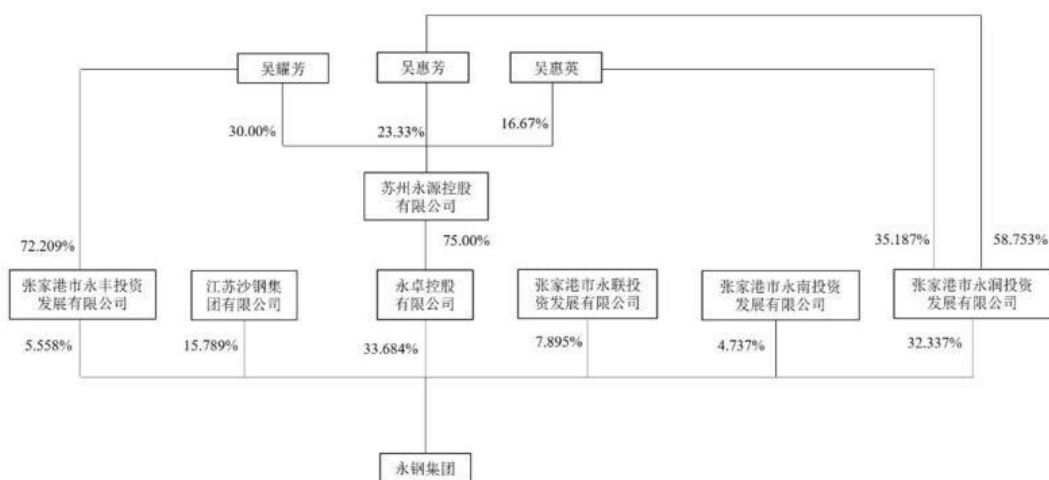 吴耀芳
吴惠芳
吴惠英
30.00%
23.33%
16.67%
苏州永源控股
有限公司
72.209%
75.00%
35.187%
58.753%
张家港市永丰投资
发展有限公司
江苏沙钢集
团有限公司
永卓控股
有限公司
张家港市永联投
资发展有限公司
张家港市永南投资
发展有限公司
张家港市永润投资
发展有限公司
5.558%
15.789%
33.684%
7.895%
4.737%
32.337%
永钢集团